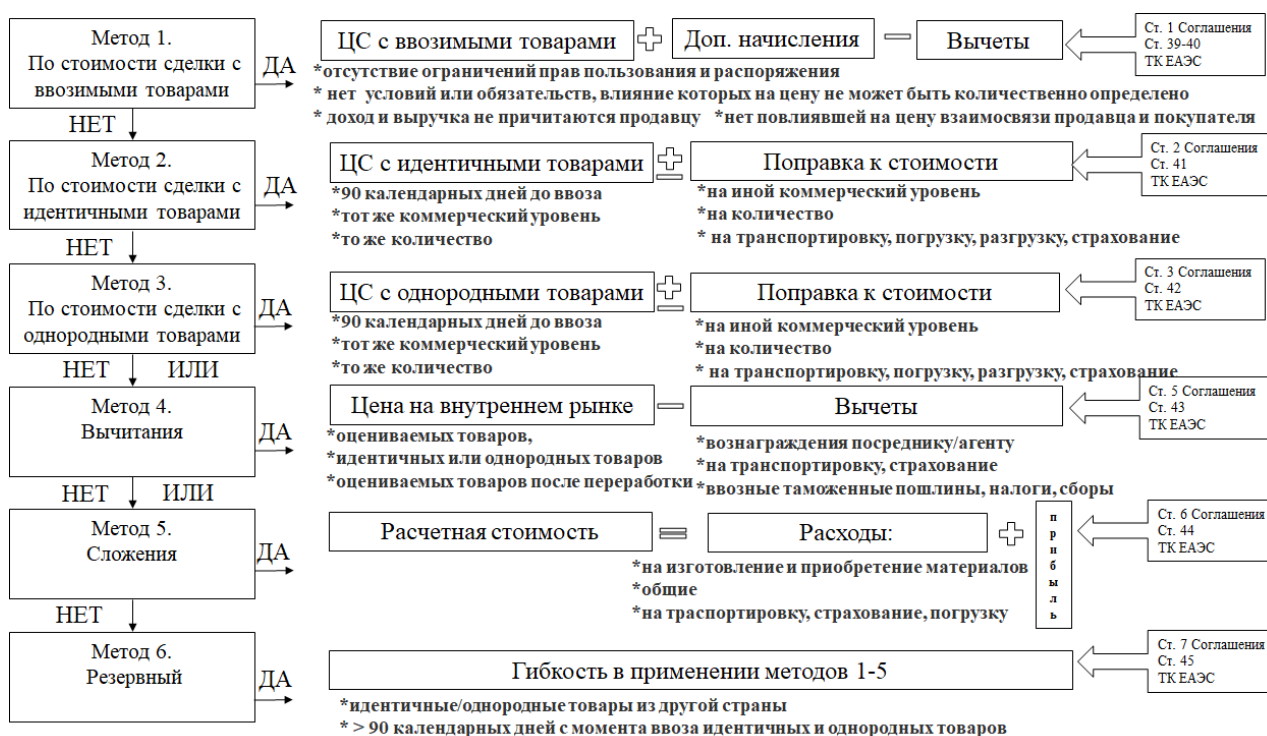 Метод 1.
По стоимости сделки с
ввозимыми товарами
ДА
ЦС с ввозимыми товарами
Доп. начисления
Вычеты
Ст. 1 Соглашения
Ст. 39-40
ТК ЕАЭС
*отсутствие ограничений прав пользования и распоряжения
* нет условий или обязательств, влияние которых на цену не может быть количественно определено
* доход и выручка не причитаются продавцу *нет повлиявшей на цену взаимосвязи продавца и покупателя
НЕТ
Метод 2.
По стоимости сделки с
идентичными товарами
ДА
ЦС с идентичными товарами
Поправка к стоимости
Ст. 2 Соглашения
Ст. 41
ТК ЕАЭС
*90 календарных дней до ввоза
*тот же коммерческий уровень
*то же количество
*на иной коммерческий уровень
*на количество
* на транспортировку, погрузку, разгрузку, страхование
НЕТ
Метод 3.
По стоимости сделки с
однородными товарами
ДА
ЦС с однородными товарами
Поправка к стоимости
Ст. 3 Соглашения
Ст. 42
ТК ЕАЭС
*90 календарных дней до ввоза
*тот же коммерческий уровень
*то же количество
*на иной коммерческий уровень
*на количество
* на транспортировку, погрузку, разгрузку, страхование
НЕТ ИЛИ
Метод 4.
Вычитания
ДА
Цена на внутреннем рынке
Вычеты
Ст. 5 Соглашения
Ст. 43
ТК ЕАЭС
*оцениваемых товаров,
*идентичных или однородных товаров
*оцениваемых товаров после переработки
*вознаграждения посреднику/агенту
*на транспортировку, страхование
*ввозные таможенные пошлины, налоги, сборы
НЕТ ИЛИ
Метод 5.
Сложения
ДА
Расчетная стоимость
Расходы:
прибыль
Ст. 6 Соглашения
Ст. 44
ТК ЕАЭС
*на изготовление и приобретение материалов
*общие
*на траспортировку, страхование, погрузку
НЕТ
Метод 6.
Резервный
ДА
Гибкость в применении методов 1-5
Ст. 7 Соглашения
Ст. 45
ТК ЕАЭС
*идентичные/однородные товары из другой страны
* > 90 календарных дней с момента ввоза идентичных и однородных товаров